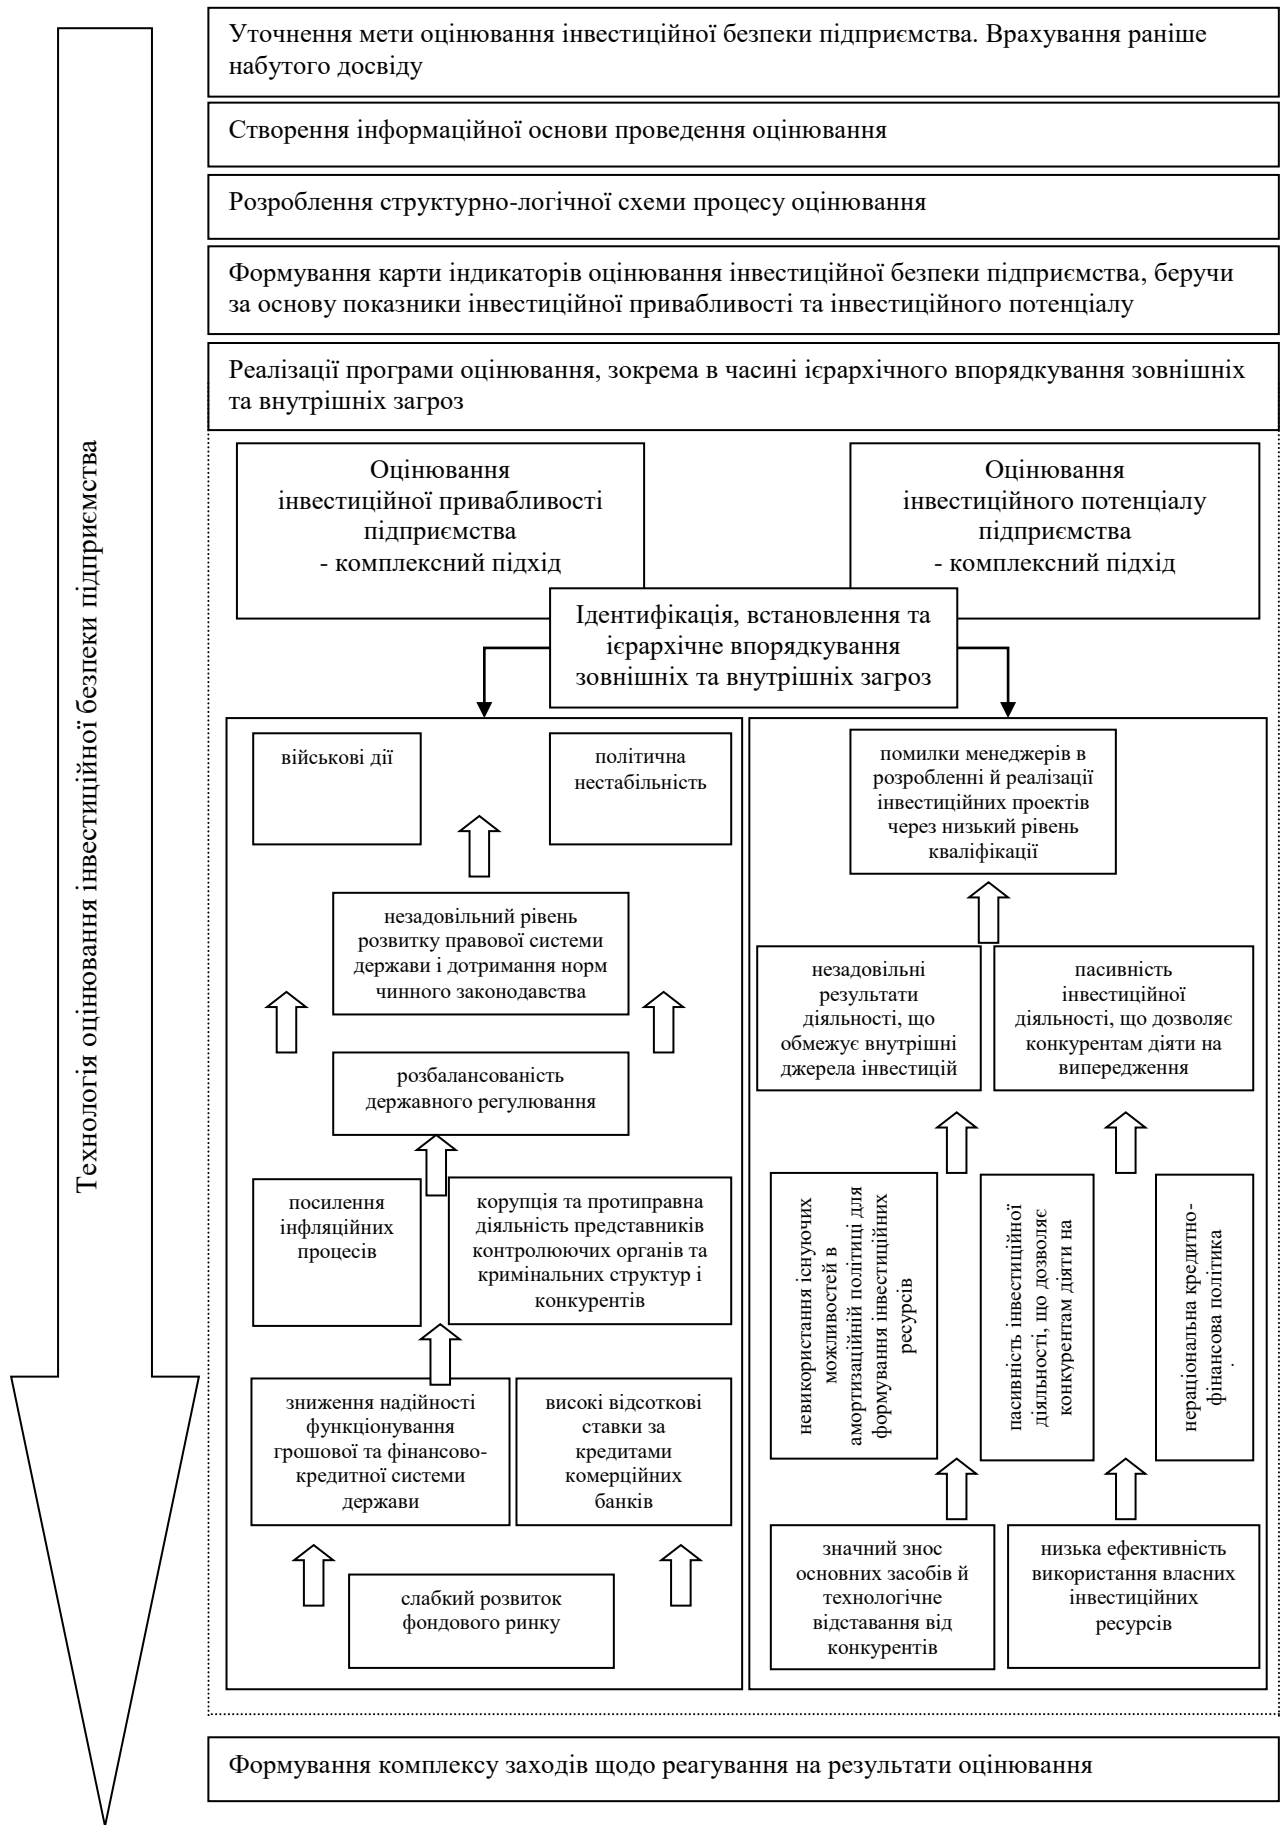 Уточнення мети оцінювання інвестиційної безпеки підприємства. Врахування раніше
набутого досвіду
Створення інформаційної основи проведення оцінювання
Розроблення структурно-логічної схеми процесу оцінювання
Формування карти індикаторів оцінювання інвестиційної безпеки підприємства, беручи
за основу показники інвестиційної привабливості та інвестиційного потенціалу
Реалізації програми оцінювання, зокрема в часині ієрархічного впорядкування зовнішніх
та внутрішніх загроз
Технологія оцінювання інвестиційної безпеки підприємства
Оцінювання
інвестиційної привабливості
підприємства
- комплексний підхід
Оцінювання
інвестиційного потенціалу
підприємства
- комплексний підхід
Ідентифікація, встановлення та
ієрархічне впорядкування
зовнішніх та внутрішніх загроз
військові дії
політична
нестабільність
незадовільний рівень
розвитку правової системи
держави і дотримання норм
чинного законодавства
розбалансованість
державного регулювання
посилення
інфляційних
процесів
корупція та протиправна
діяльність представників
контролюючих органів та
кримінальних структур і
конкурентів
зниження надійності
функціонування
грошової та фінансово-
кредитної системи
держави
високі відсоткові
ставки за
кредитами
комерційних
банків
слабкий розвиток
фондового ринку
помилки менеджерів в
розробленні й реалізації
інвестиційних проектів
через низький рівень
кваліфікації
незадовільні
результати
діяльності, що
обмежує внутрішні
джерела інвестицій
пасивність
інвестиційної
діяльності, що дозволяє
конкурентам діяти на
випередження
невикористання існуючих
можливостей в
амортизаційній політиці для
формування інвестиційних
ресурсів
пасивність інвестиційної
діяльності, що дозволяє
конкурентам діяти на
нераціональна кредитно-
фінансова політика
значний знос
основних засобів й
технологічне
відставання від
конкурентів
низька ефективність
використання власних
інвестиційних
ресурсів
Формування комплексу заходів щодо реагування на результати оцінювання